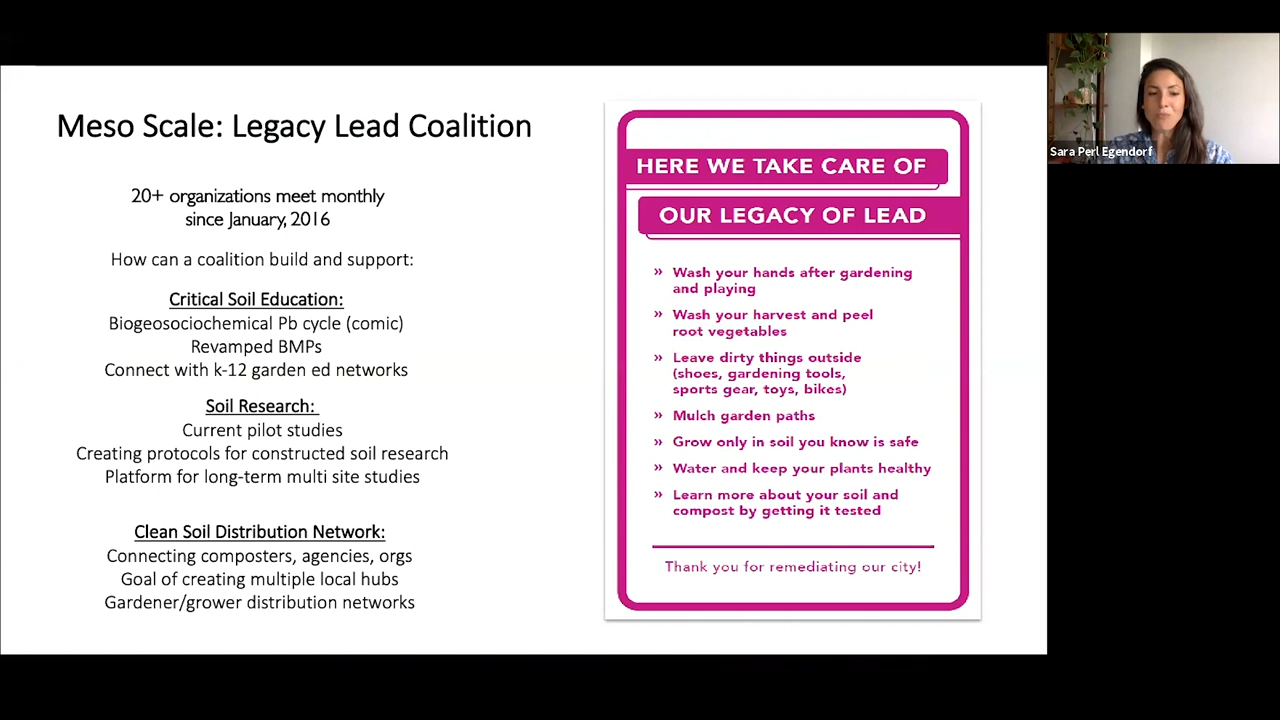 Meso Scale: Legacy Lead Coalition
20+ organizations meet monthly
since January, 2016
How can a coalition build and support:
Critical Soil Education:
Biogeosociochemical Pb cycle (comic)
Revamped BMPs
Connect with k-12 garden ed networks
Soil Research:
Current pilot studies
Creating protocols for constructed soil research
Platform for long-term multi site studies
Clean Soil Distribution Network:
Connecting composters, agencies, orgs
Goal of creating multiple local hubs
Gardener/grower distribution networks
HERE WE TAKE CARE OF
OUR LEGACY OF LEAD
» Wash your hands after gardening
and playing
» Wash your harvest and peel
root vegetables
» Leave dirty things outside
(shoes, gardening tools,
sports gear, toys, bikes)
» Mulch garden paths
» Grow only in soil you know is safe
» Water and keep your plants healthy
» Learn more about your soil and
compost by getting it tested
Thank you for remediating our city!
Sara Perl Egendorf